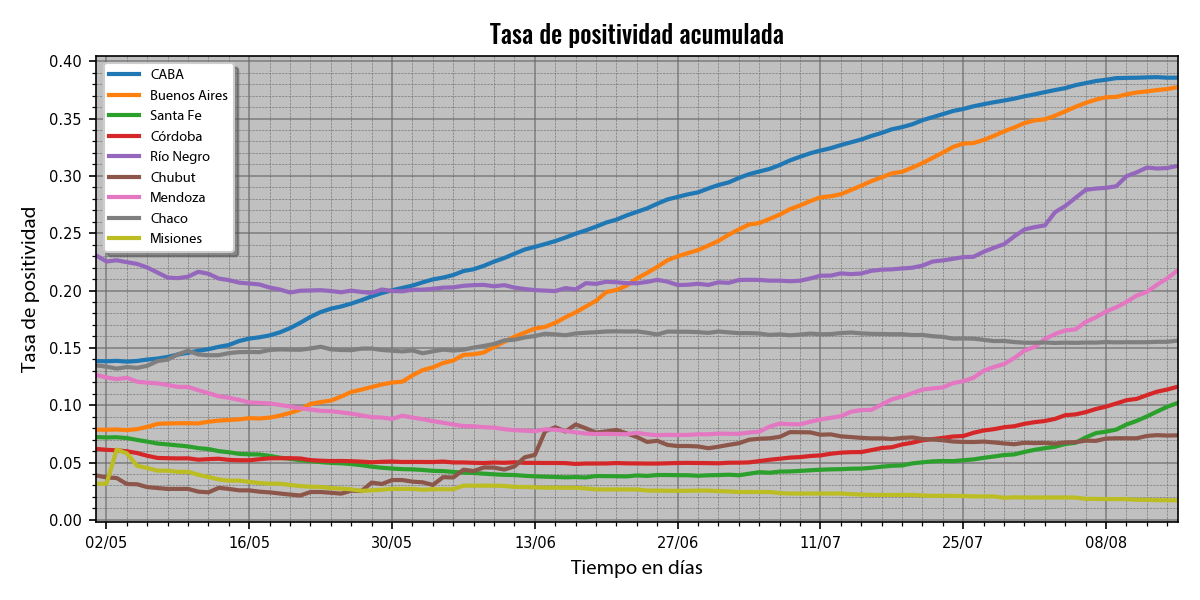 Tasa de positividad acumulada
Tasa de positividad
0.40
0.35
0.30
0.25
0.20
0.15
0.10
0.05
0.00
CABA
Buenos Aires
Santa Fe
Córdoba
Río Negro
Chubut
Mendoza
Chaco
Misiones
02/05 16/05 30/05 13/06 27/06 11/07 25/07 08/08
Tiempo en días